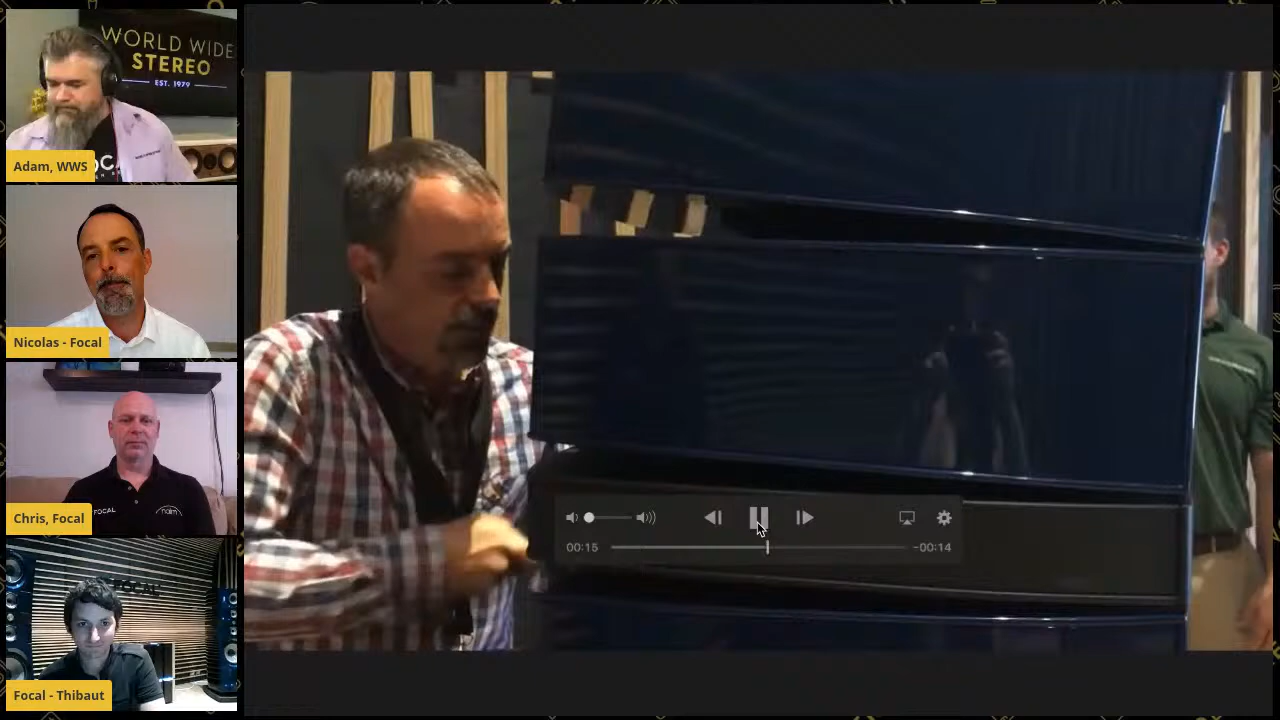 WORLD WIDE
STEREO
EST. 1979
Adam, WWS
Nicolas - Focal
FOCAL
naim
Chris, Focal
FOCAL
Focal - Thibaut
00:15
-00:14